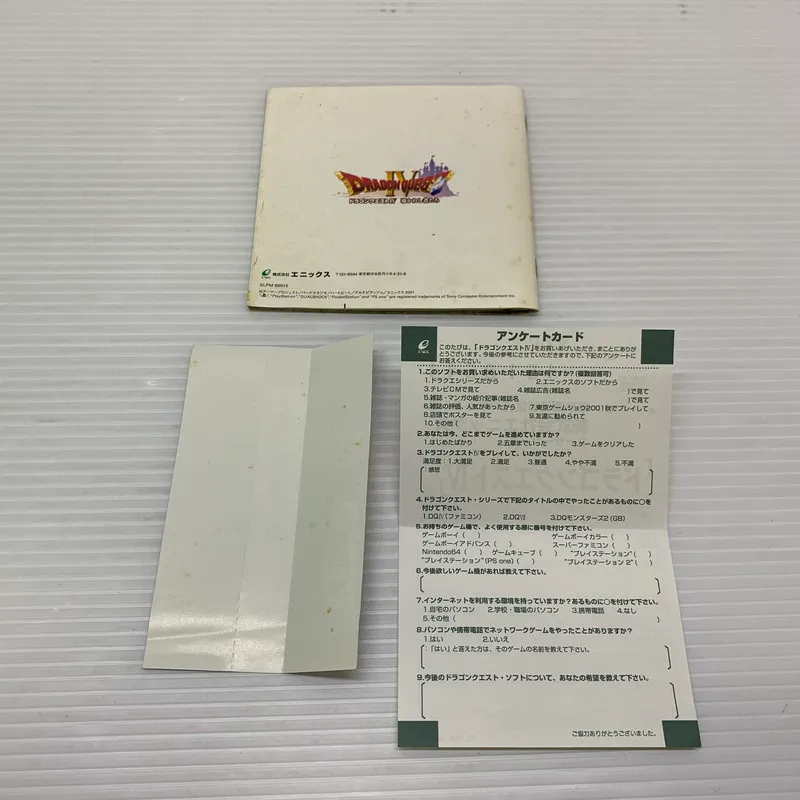 DRAGON QUEST IV
ドラゴンクエストIV 導かれし者たち
株式会社 エニックス
SLPM 86916
"PlayStation", "DUALSHOCK", "PocketStation" and "PS one" are registered trademarks of Sony Computer Entertainment Inc.
アンケートカード
このたびは、「ドラゴンクエストⅣ」をお買いあげいただき、まことにありが
とうございます。今後の参考にさせていただきますので、下記のアンケートに
お答えください。
1.このソフトをお買い求めいただいた理由は何ですか?(複数回答可)
1.ドラクエシリーズだから 2.エニックスのソフトだから
3.テレビCMで見て 4.雑誌広告(雑誌名 )で見て
5.雑誌・マンガの紹介記事(雑誌名 )で見て
6.雑誌の評価、人気があったから 7.東京ゲームショウ2001秋でプレイして
8.店頭でポスターを見て 9.友達に勧められて
10.その他( )
2.あなたは今、どこまでゲームを進めていますか?
1.はじめたばかり 2.五章までいった 3.ゲームをクリアした
3.ドラゴンクエストⅣをプレイして、いかがでしたか?
満足度:1.大満足 2.満足 3.普通 4.やや不満 5.不満
:感想
4.ドラゴンクエスト・シリーズで下記のタイトルの中でやったことがあるものに○を
付けて下さい。
1.DQⅣ(ファミコン) 2.DQⅦ 3.DQモンスターズ2(GB)
5.お持ちのゲーム機で、よく使用する順に番号を付けて下さい。
ゲームボーイ( ) ゲームボーイカラー( )
ゲームボーイアドバンス( ) スーパーファミコン( )
Nintendo64( ) ゲームキューブ( ) "プレイステーション"( )
"プレイステーション"(PS one)( ) "プレイステーション 2"( )
6.今後欲しいゲーム機があれば教えて下さい。
7.インターネットを利用する環境を持っていますか?あるものに○を付けて下さい。
1.自宅のパソコン 2.学校・職場のパソコン 3.携帯電話 4.なし
5.その他( )
8.パソコンや携帯電話でネットワークゲームをやったことがありますか?
1.はい 2.いいえ
:「はい」と答えた方は、そのゲームの名前を教えて下さい。
9.今後のドラゴンクエスト・ソフトについて、あなたの希望を教えて下さい。
ご協力ありがとうございました。